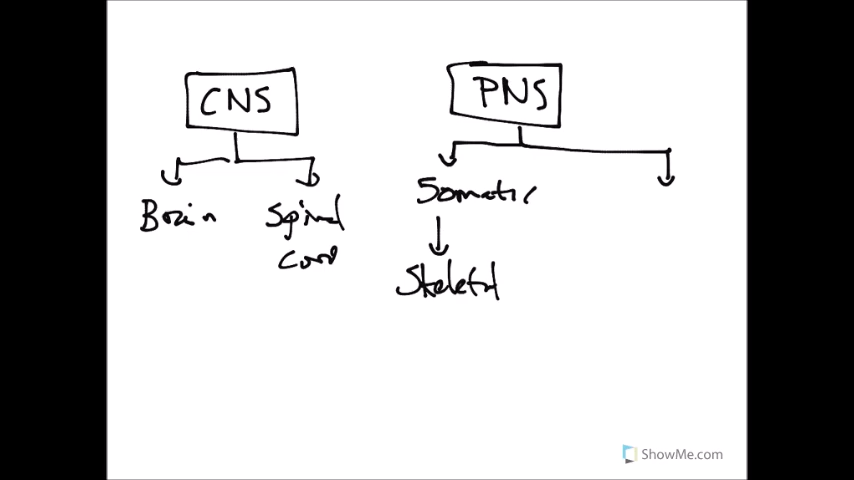 CNS
PNS
Brain
Spinal
Cord
Somatic
Skeletal
ShowMe.com